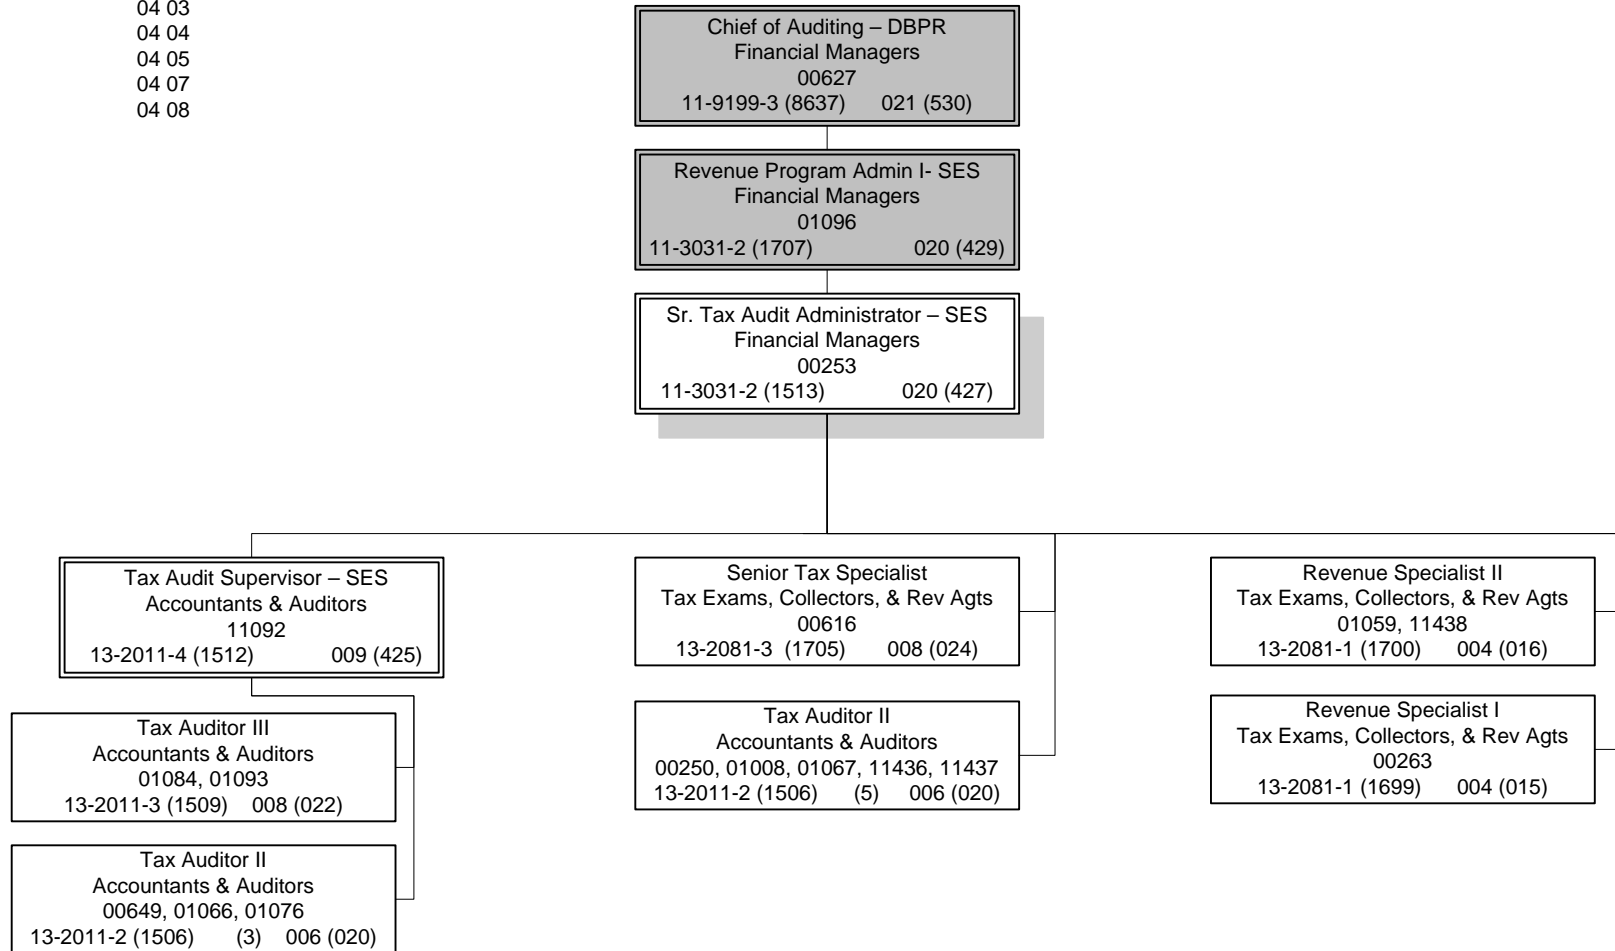 04 03
04 04
04 05
04 07
04 08
Chief of Auditing – DBPR
Financial Managers
00627
11-9199-3 (8637) 021 (530)
Revenue Program Admin I- SES
Financial Managers
01096
11-3031-2 (1707) 020 (429)
Sr. Tax Audit Administrator – SES
Financial Managers
00253
11-3031-2 (1513) 020 (427)
Tax Audit Supervisor – SES
Accountants & Auditors
11092
13-2011-4 (1512) 009 (425)
Tax Auditor III
Accountants & Auditors
01084, 01093
13-2011-3 (1509) 008 (022)
Tax Auditor II
Accountants & Auditors
00649, 01066, 01076
13-2011-2 (1506) (3) 006 (020)
Senior Tax Specialist
Tax Exams, Collectors, & Rev Agts
00616
13-2081-3 (1705) 008 (024)
Tax Auditor II
Accountants & Auditors
00250, 01008, 01067, 11436, 11437
13-2011-2 (1506) (5) 006 (020)
Revenue Specialist II
Tax Exams, Collectors, & Rev Agts
01059, 11438
13-2081-1 (1700) 004 (016)
Revenue Specialist I
Tax Exams, Collectors, & Rev Agts
00263
13-2081-1 (1699) 004 (015)